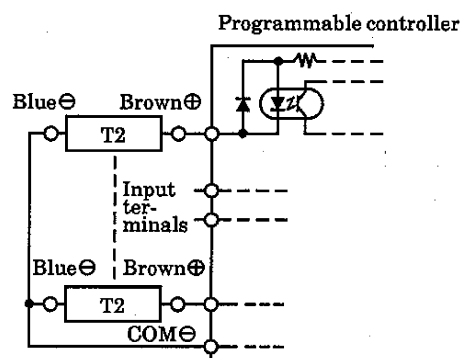 Programmable controller
Blue⊖ Brown⊕
T2
Input
ter-
minals
Blue⊖ Brown⊕
T2
COM⊖